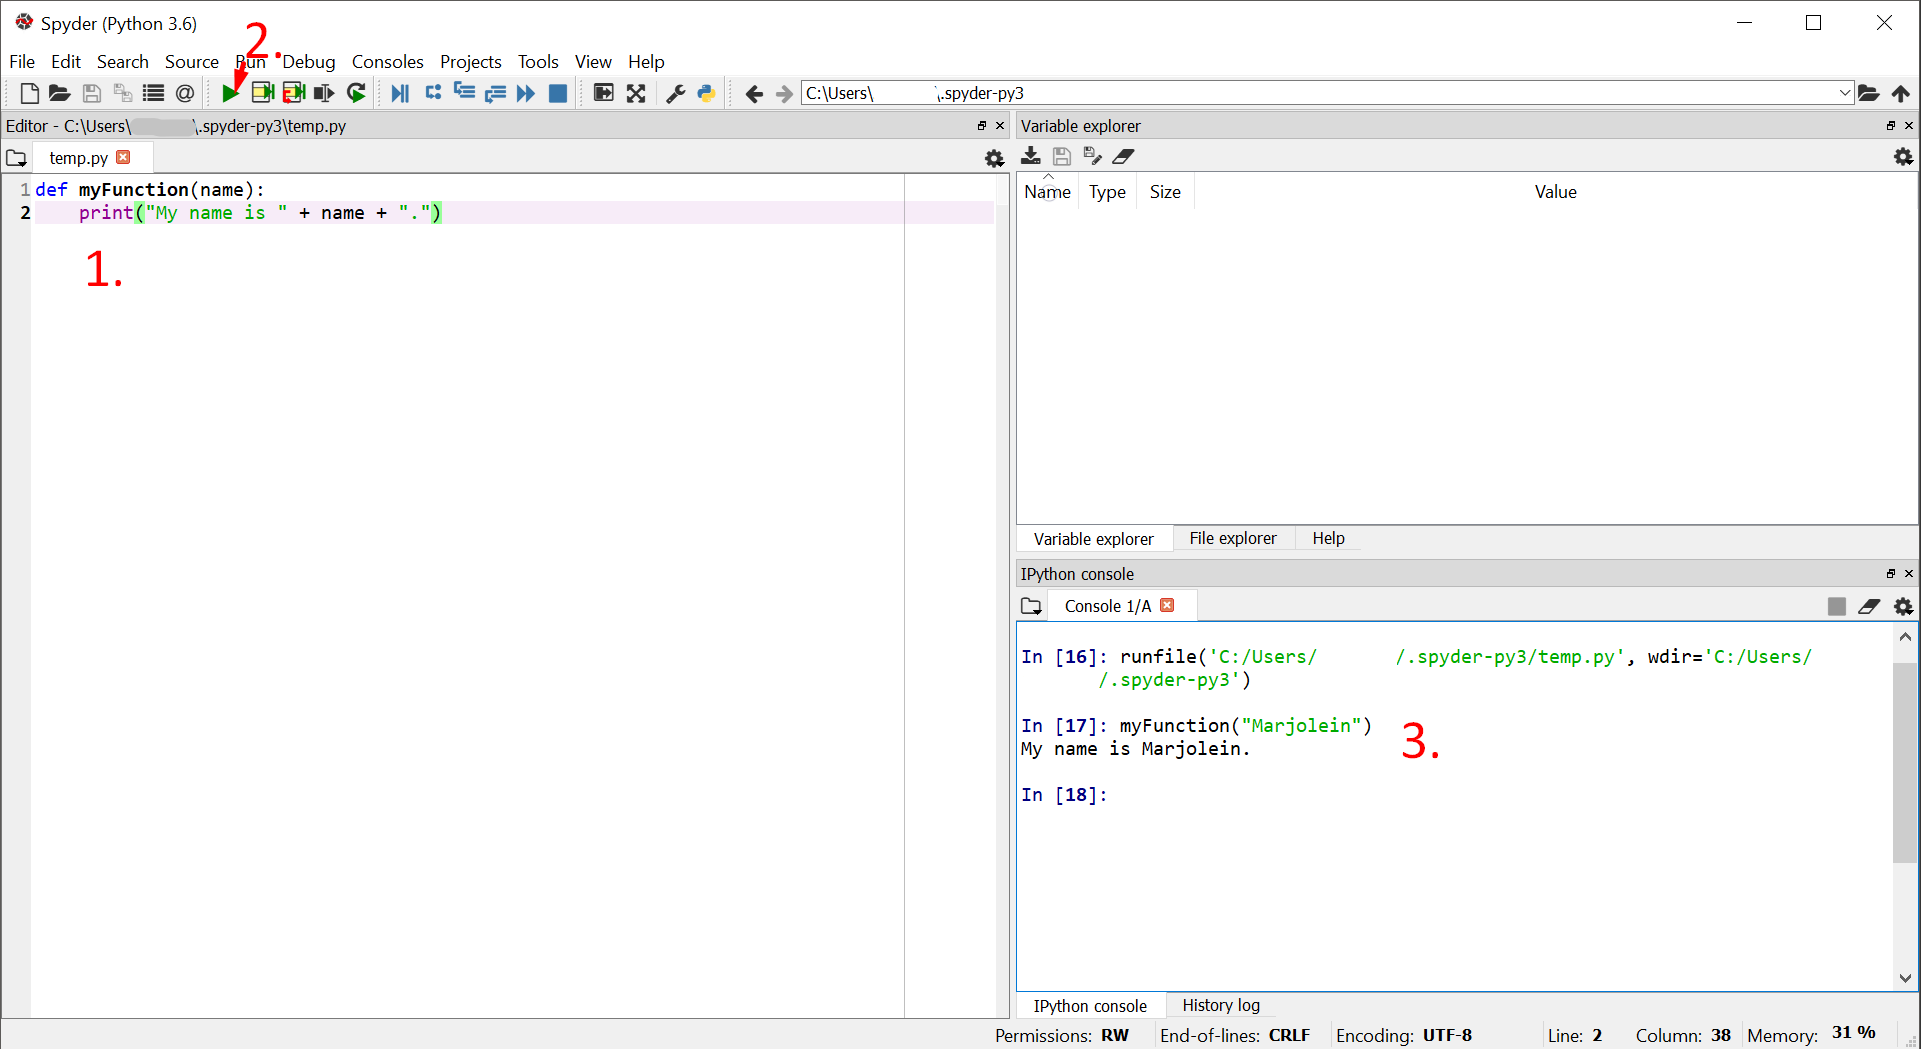 Spyder (Python 3.6)
2.
File Edit Search Source Run Debug Consoles Projects Tools View Help
C:\Users\ \.spyder-py3
Editor - C:\Users\ \.spyder-py3\temp.py
temp.py
1 def myFunction(name):
2 print("My name is " + name + ".")
1.
Variable explorer
Name Type Size Value
Variable explorer File explorer Help
IPython console
Console 1/A
In [16]: runfile('C:/Users/ /.spyder-py3/temp.py', wdir='C:/Users/
/.spyder-py3')
In [17]: myFunction("Marjolein")
My name is Marjolein.
3.
In [18]:
IPython console History log
Permissions: RW End-of-lines: CRLF Encoding: UTF-8 Line: 2 Column: 38 Memory: 31 %